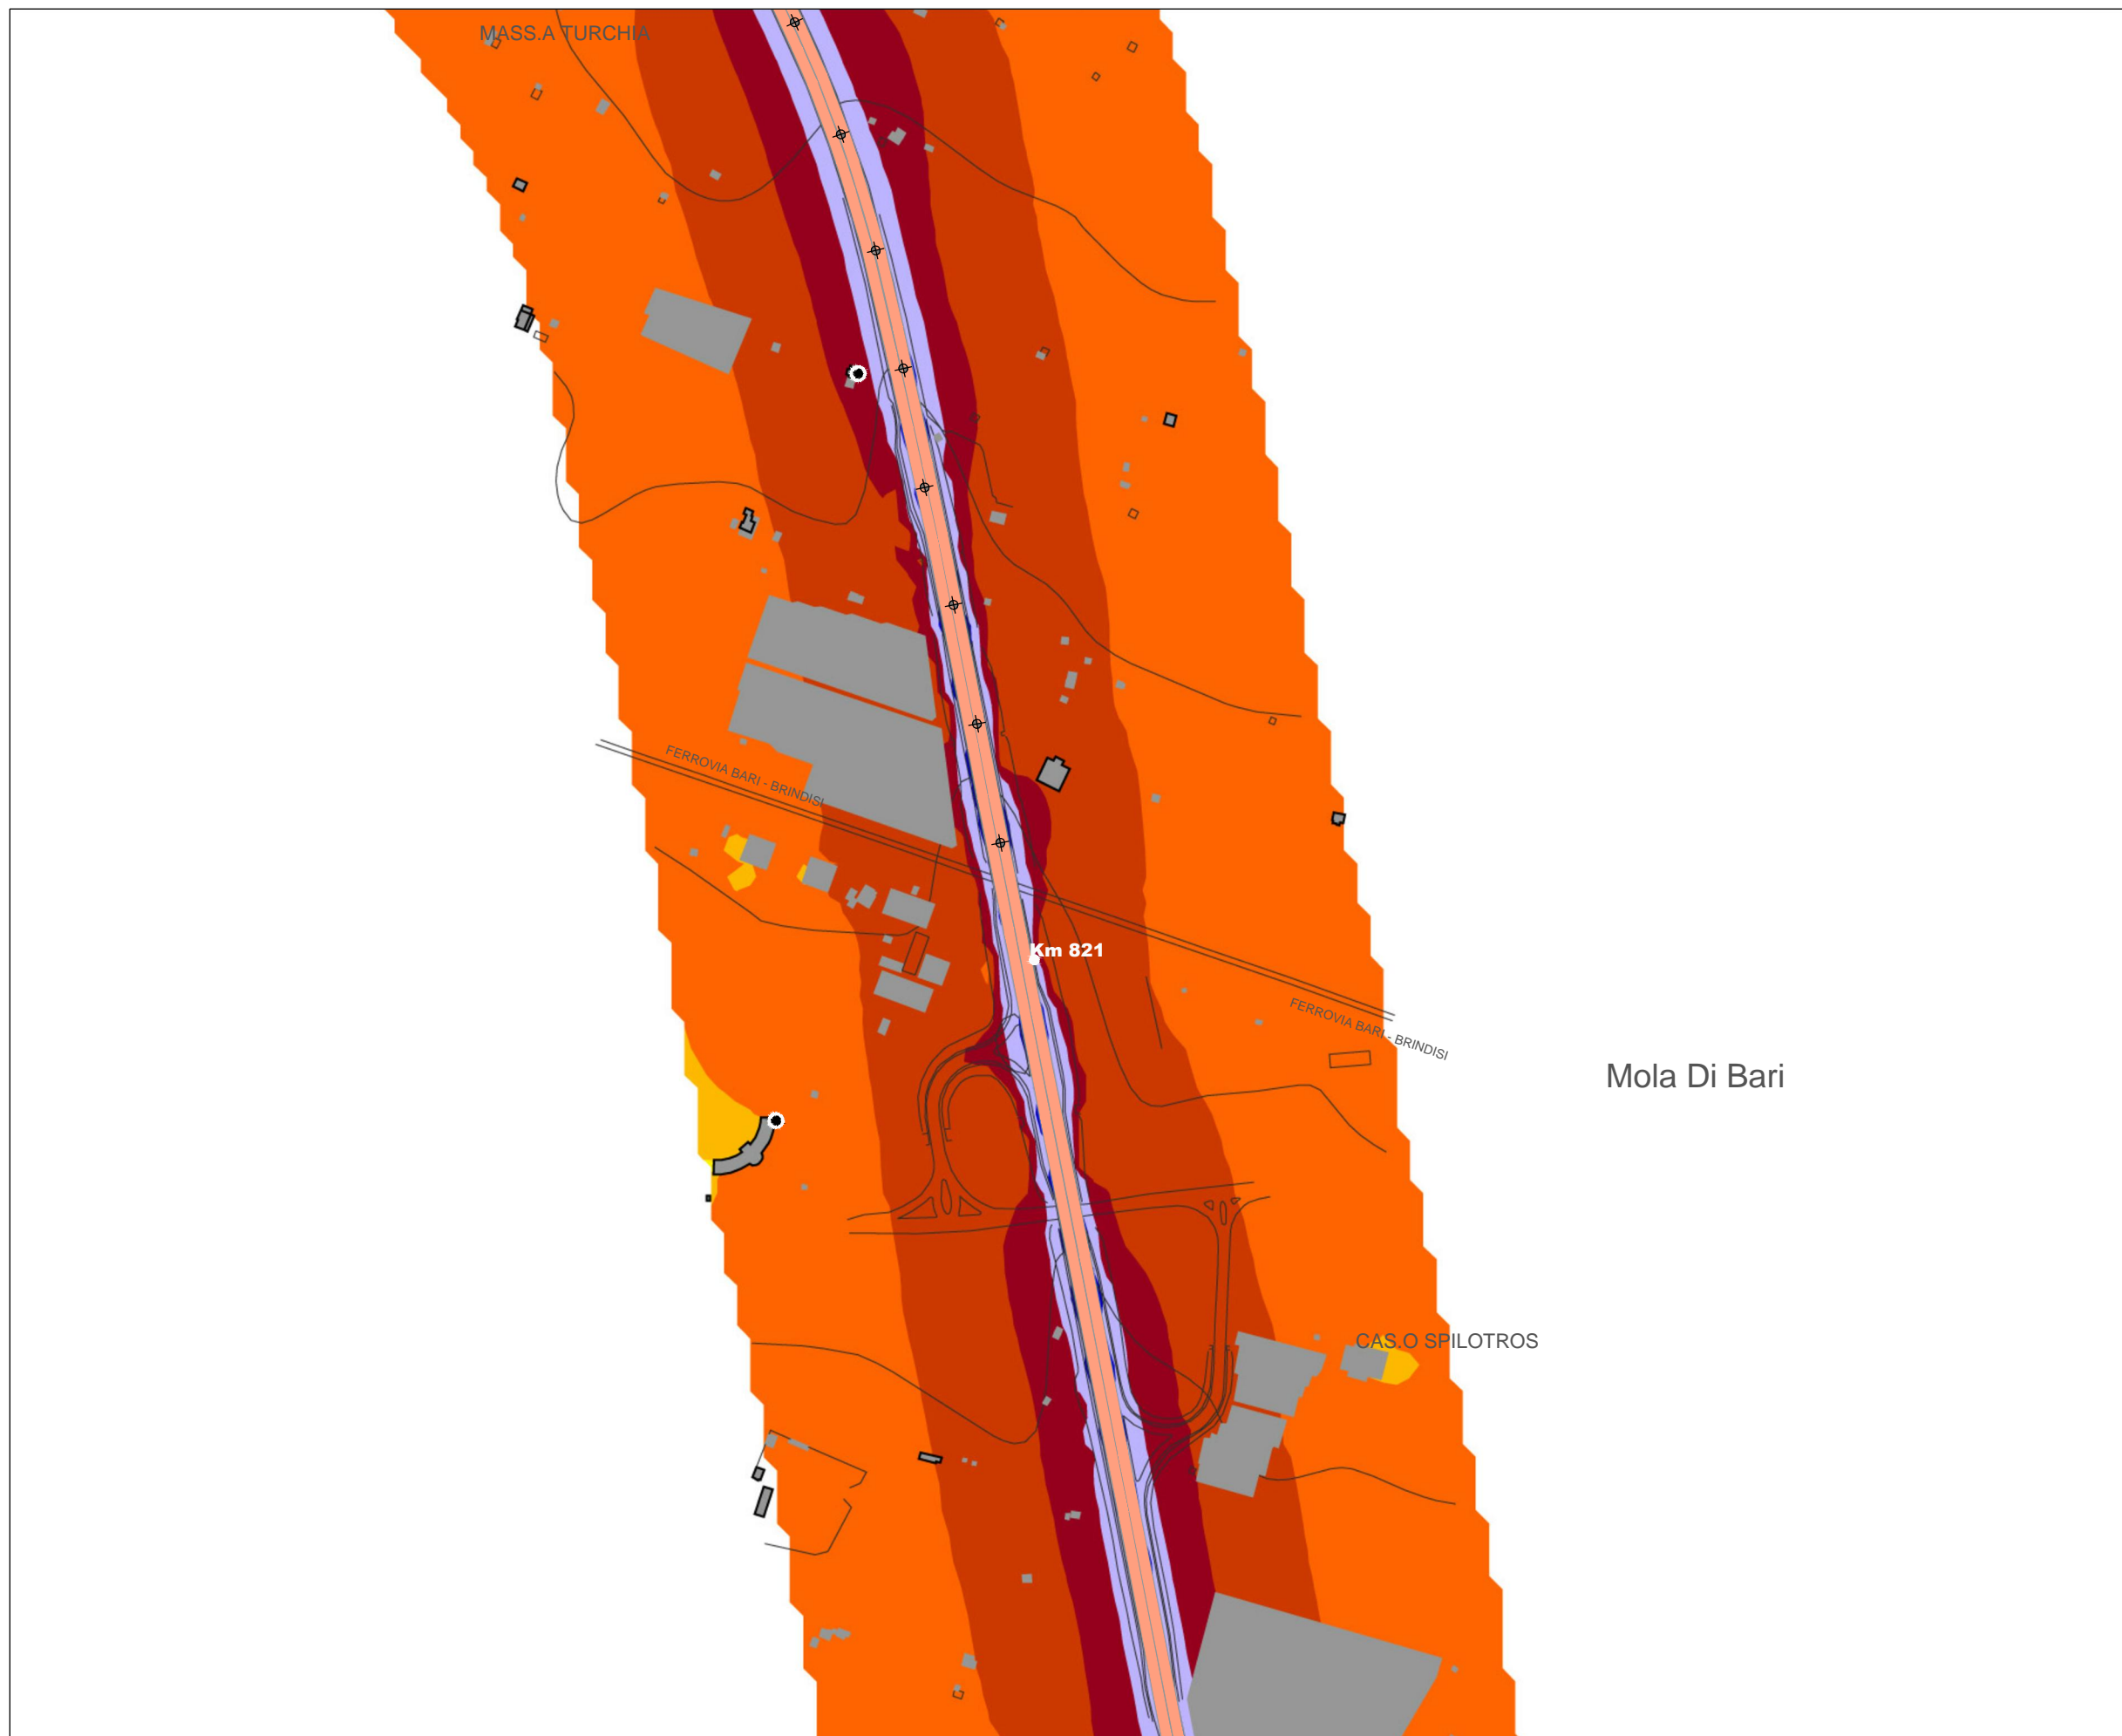 MASS.A TURCHIA
FERROVIA BARI - BRINDISI
Km 821
FERROVIA BARI - BRINDISI
Mola Di Bari
CAS.O SPILOTROS